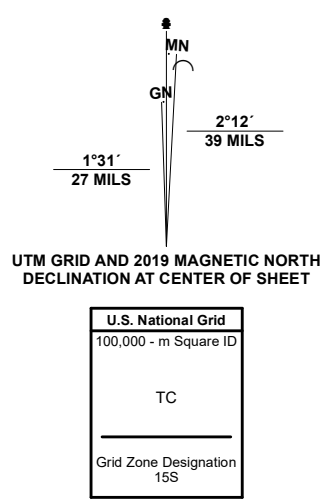 MN
GN
2°12´
39 MILS
1°31´
27 MILS
UTM GRID AND 2019 MAGNETIC NORTH
DECLINATION AT CENTER OF SHEET
U.S. National Grid
100,000 - m Square ID
TC
Grid Zone Designation
15S